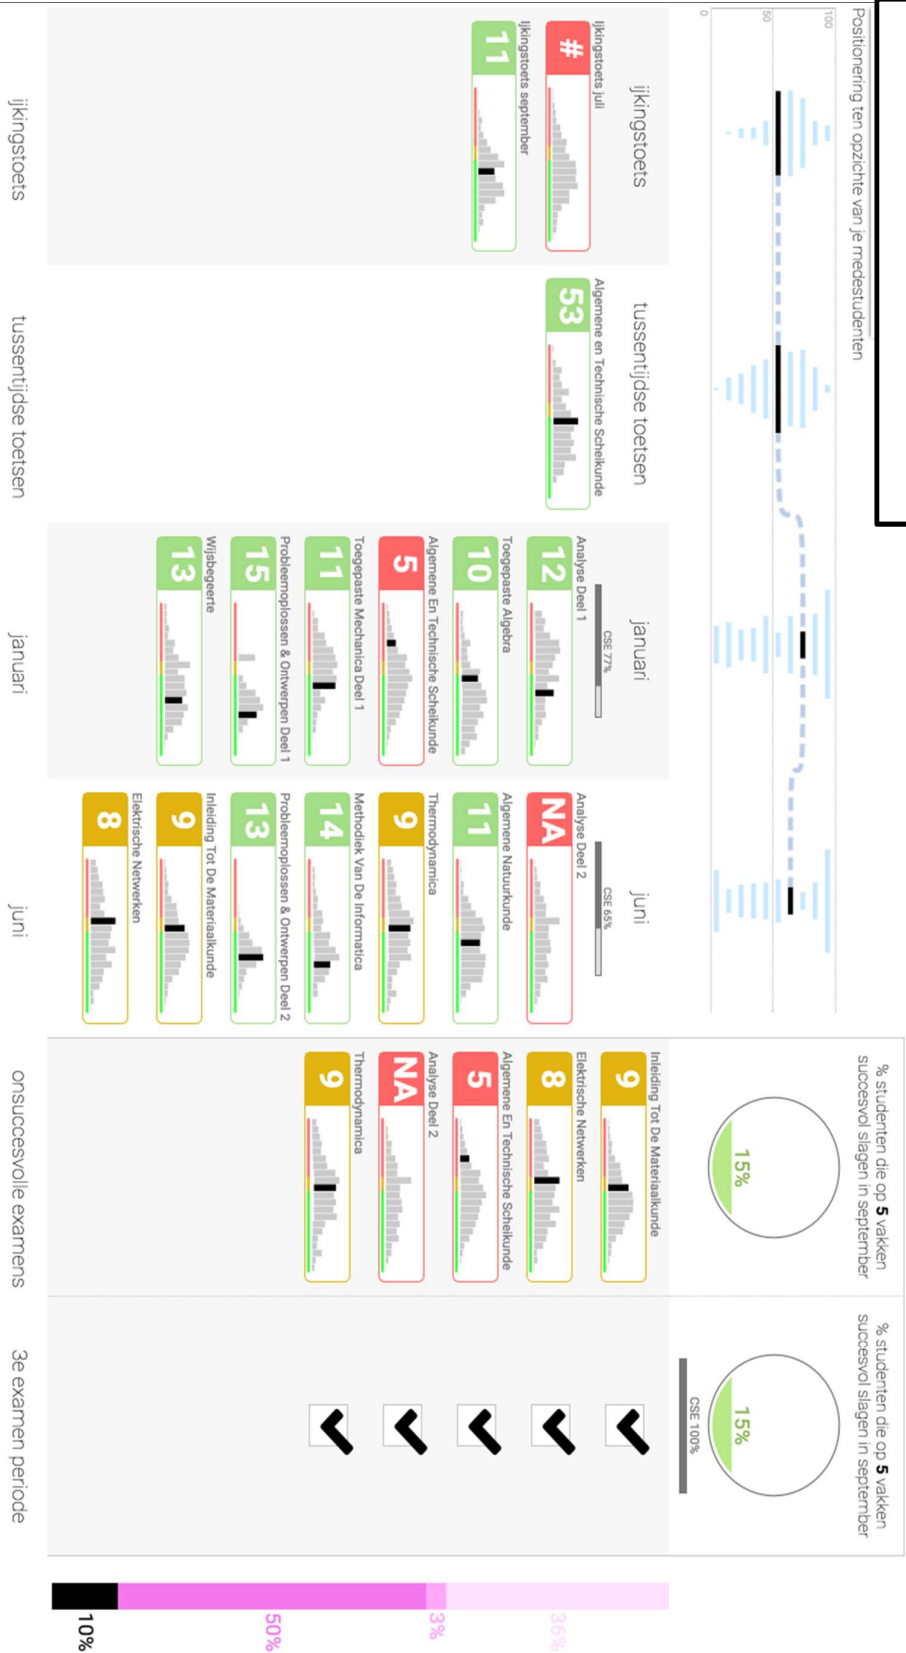 Positionering ten opzichte van je medestudenten
100
50
0
% studenten die op 5 vakken
succesvol slagen in september
15%
% studenten die op 5 vakken
succesvol slagen in september
15%
CSE 100%
ijkingstoets
Ijkingstoets juli
#
Ijkingstoets september
11
tussentijdse toetsen
Algemene en Technische Scheikunde
53
januari
CSE 77%
Analyse Deel 1
12
Toegepaste Algebra
10
Algemene En Technische Scheikunde
5
Toegepaste Mechanica Deel 1
11
Probleemoplossen & Ontwerpen Deel 1
15
Wijsbegeerte
13
juni
CSE 65%
Analyse Deel 2
NA
Algemene Natuurkunde
11
Thermodynamica
9
Methodiek Van De Informatica
14
Probleemoplossen & Ontwerpen Deel 2
13
Inleiding Tot De Materiaalkunde
9
Elektrische Netwerken
8
Inleiding Tot De Materiaalkunde
9
Elektrische Netwerken
8
Algemene En Technische Scheikunde
5
Analyse Deel 2
NA
Thermodynamica
9
36%
3%
50%
10%
ijkingstoets
tussentijdse toetsen
januari
juni
onsuccesvolle examens
3e examen periode